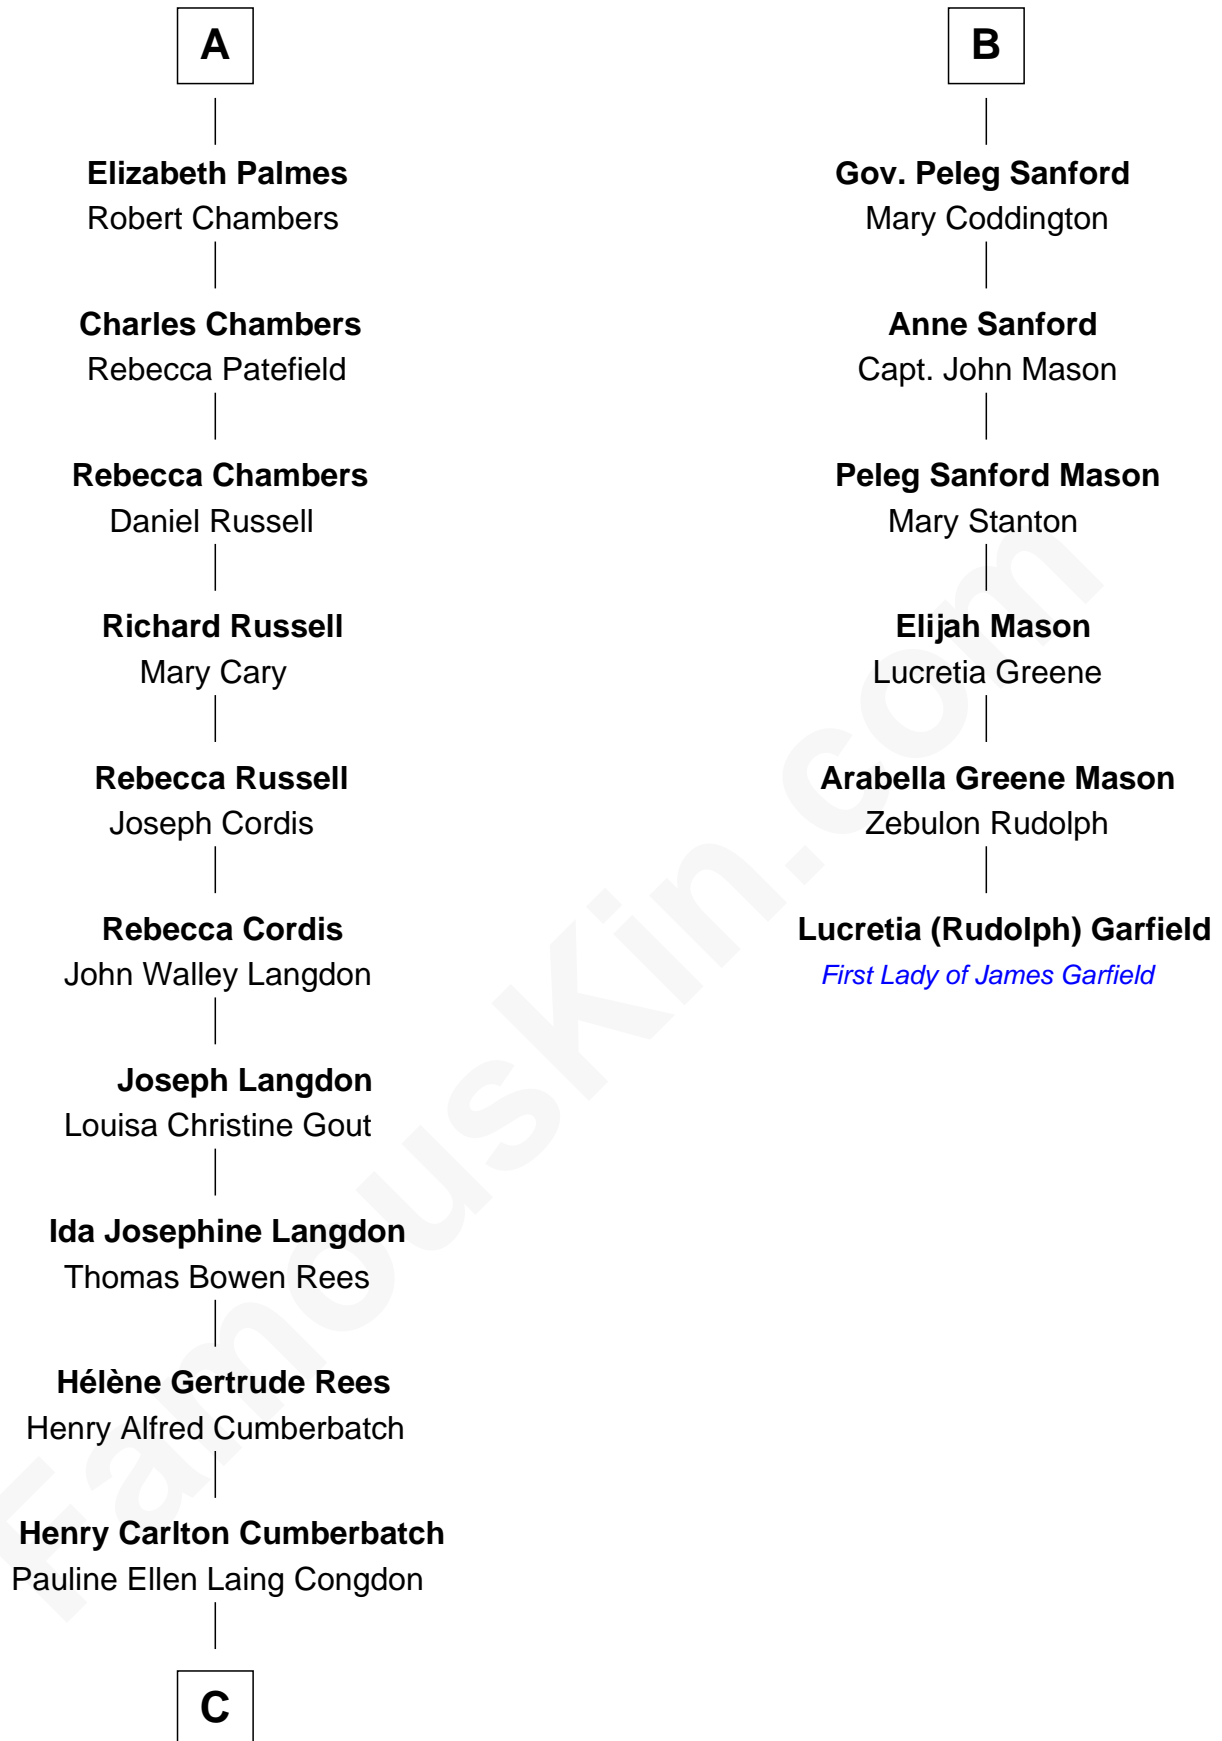 A
Elizabeth Palmes
Robert Chambers
Charles Chambers
Rebecca Patefield
Rebecca Chambers
Daniel Russell
Richard Russell
Mary Cary
Rebecca Russell
Joseph Cordis
Rebecca Cordis
John Walley Langdon
Joseph Langdon
Louisa Christine Gout
Ida Josephine Langdon
Thomas Bowen Rees
Hélène Gertrude Rees
Henry Alfred Cumberbatch
Henry Carlton Cumberbatch
Pauline Ellen Laing Congdon
C
B
Gov. Peleg Sanford
Mary Coddington
Anne Sanford
Capt. John Mason
Peleg Sanford Mason
Mary Stanton
Elijah Mason
Lucretia Greene
Arabella Greene Mason
Zebulon Rudolph
Lucretia (Rudolph) Garfield
First Lady of James Garfield
FamousKin.com